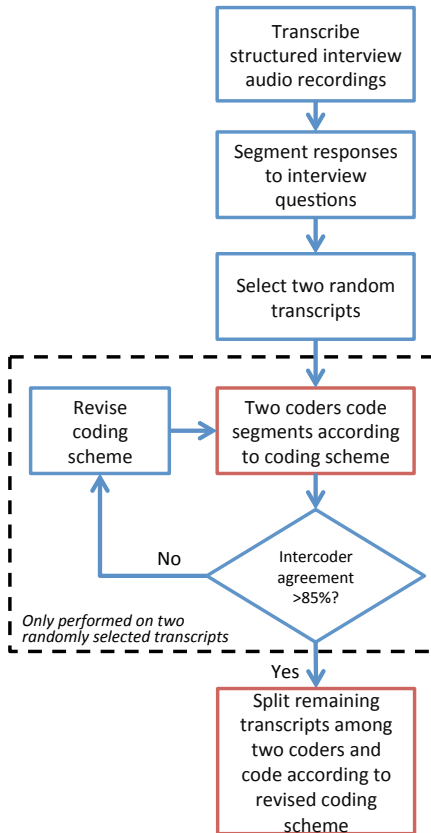 Transcribe
structured interview
audio recordings
Segment responses
to interview
questions
Select two random
transcripts
Revise
coding
scheme
Two coders code
segments according
to coding scheme
No
Intercoder
agreement
>85%?
Only performed on two
randomly selected transcripts
Yes
Split remaining
transcripts among
two coders and
code according to
revised coding
scheme